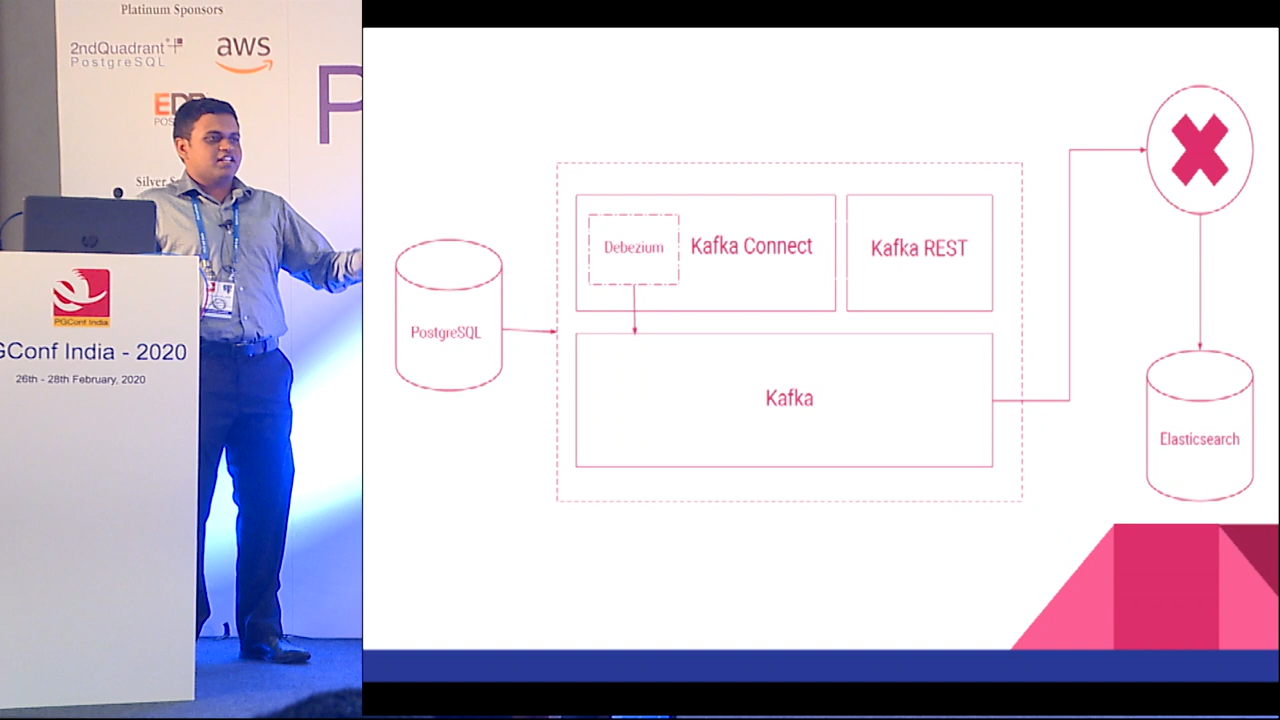 Platinum Sponsors
2ndQuadrant
PostgreSQL
aws
P
PGConf India
GConf India - 2020
26th - 28th February, 2020
Debezium
Kafka Connect
Kafka REST
PostgreSQL
Kafka
Elasticsearch